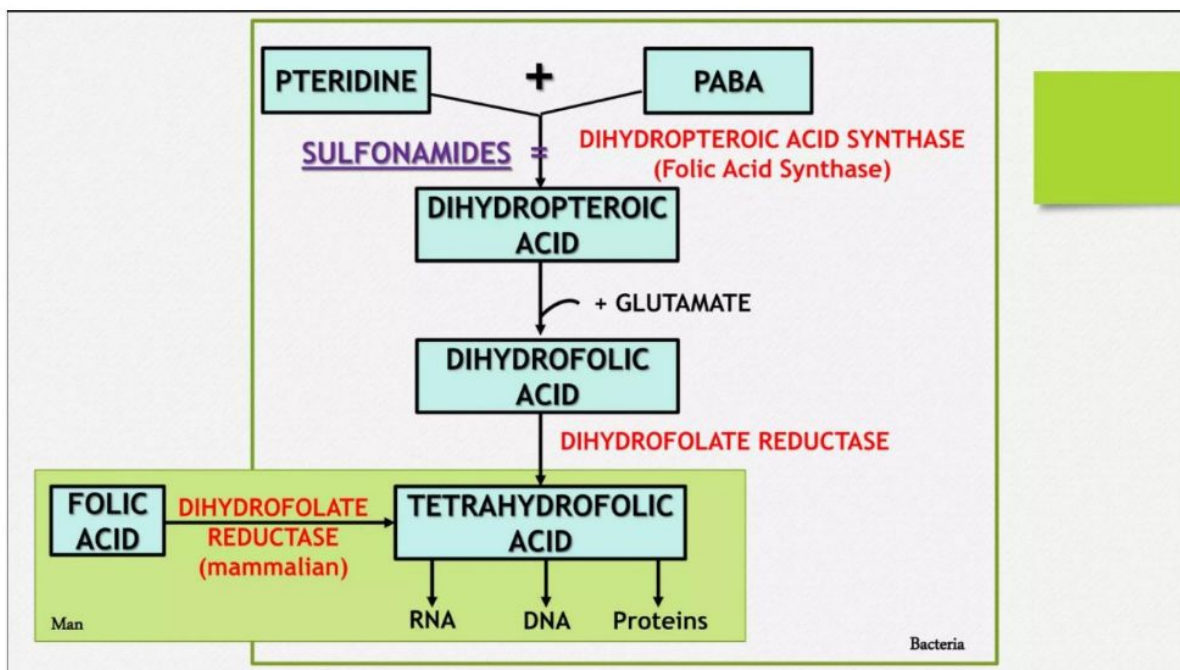 PTERIDINE
+
PABA
SULFONAMIDES =
DIHYDROPTEROIC ACID SYNTHASE
(Folic Acid Synthase)
DIHYDROPTEROIC
ACID
+ GLUTAMATE
DIHYDROFOLIC
ACID
DIHYDROFOLATE REDUCTASE
FOLIC
ACID
DIHYDROFOLATE
REDUCTASE
(mammalian)
TETRAHYDROFOLIC
ACID
RNA
DNA
Proteins
Man
Bacteria